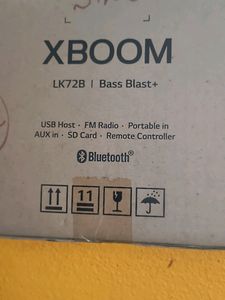 XBOOM
LK72B | Bass Blast+
USB Host · FM Radio · Portable in
AUX in · SD Card · Remote Controller
Bluetooth®
11